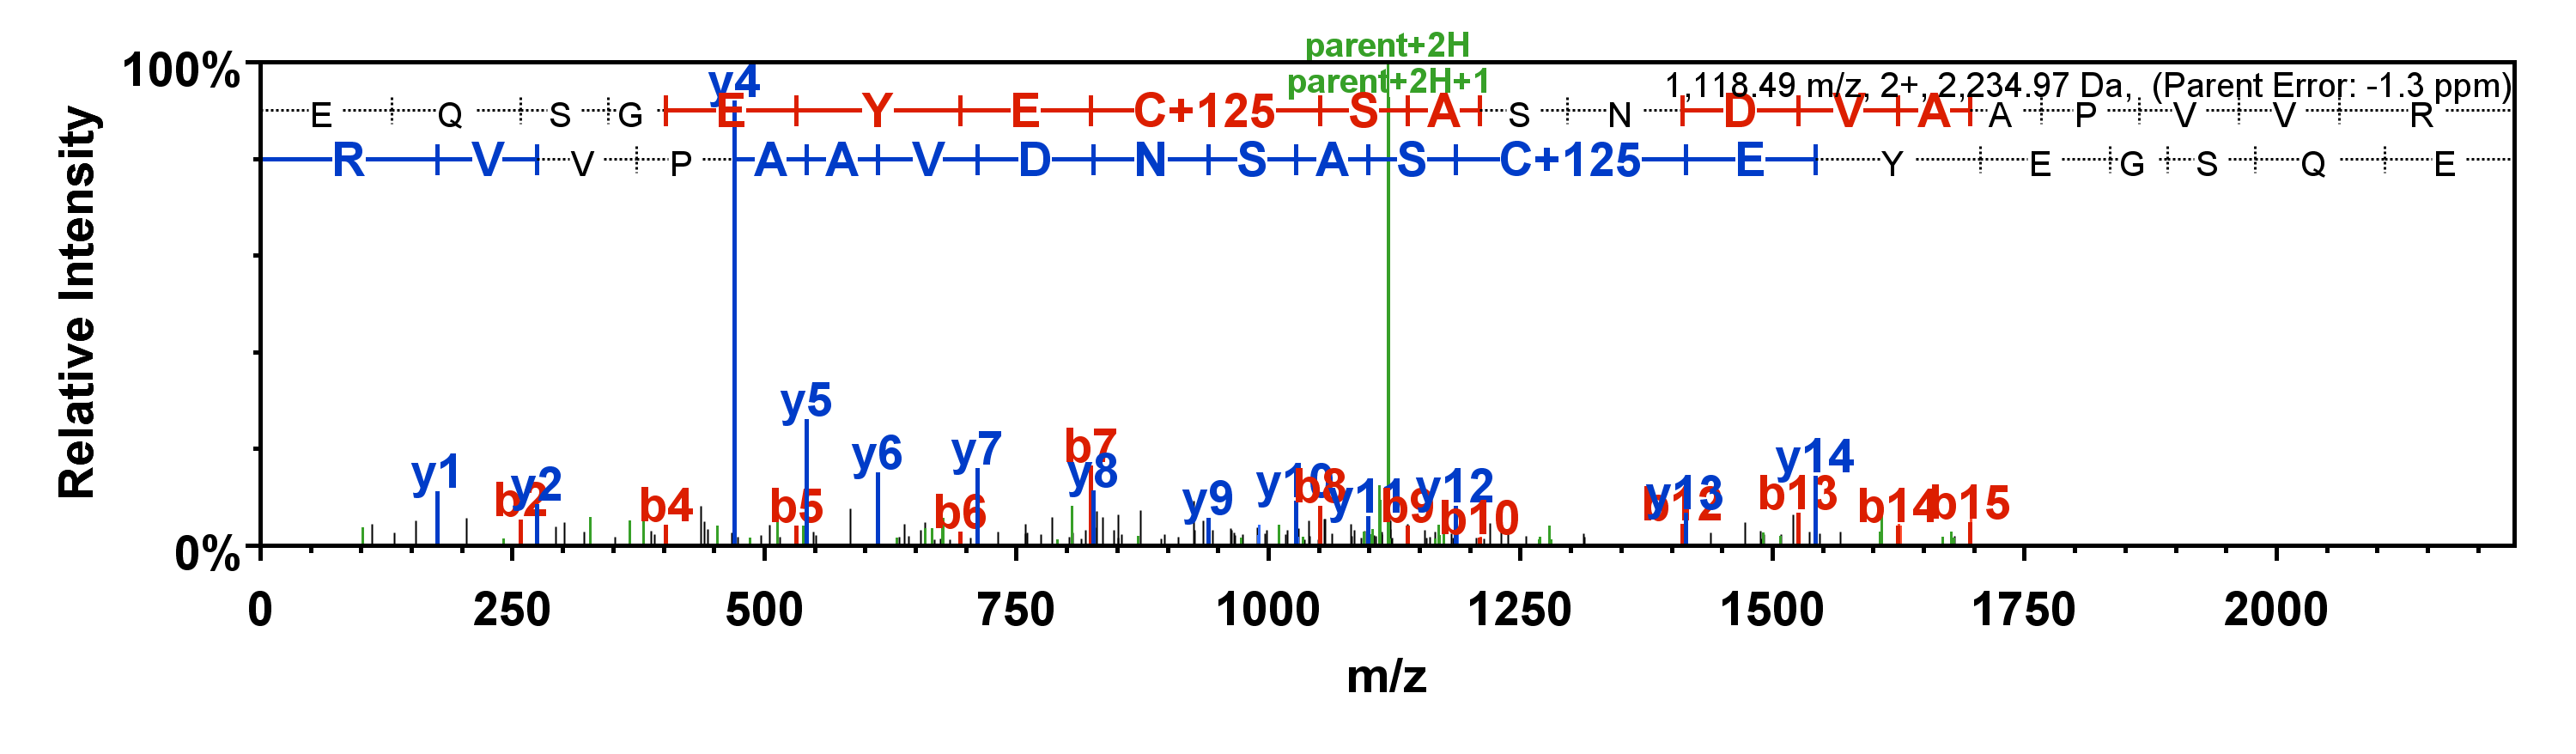 parent+2H
100%
y4
parent+2H+1
1,118.49 m/z, 2+, 2,234.97 Da, (Parent Error: -1.3 ppm)
E Q S G E Y E C+125 S A S N D V A A P V V R
R V V P A A V D N S A S C+125 E Y E G S Q E
Relative Intensity
y5
y1 b2 y2 b4 b5 y6 b6 y7 b7 y8 y9 y10 b8 y11 b9 y12 b10 b12 y13 b13 y14 b14 b15
0%
0 250 500 750 1000 1250 1500 1750 2000
m/z